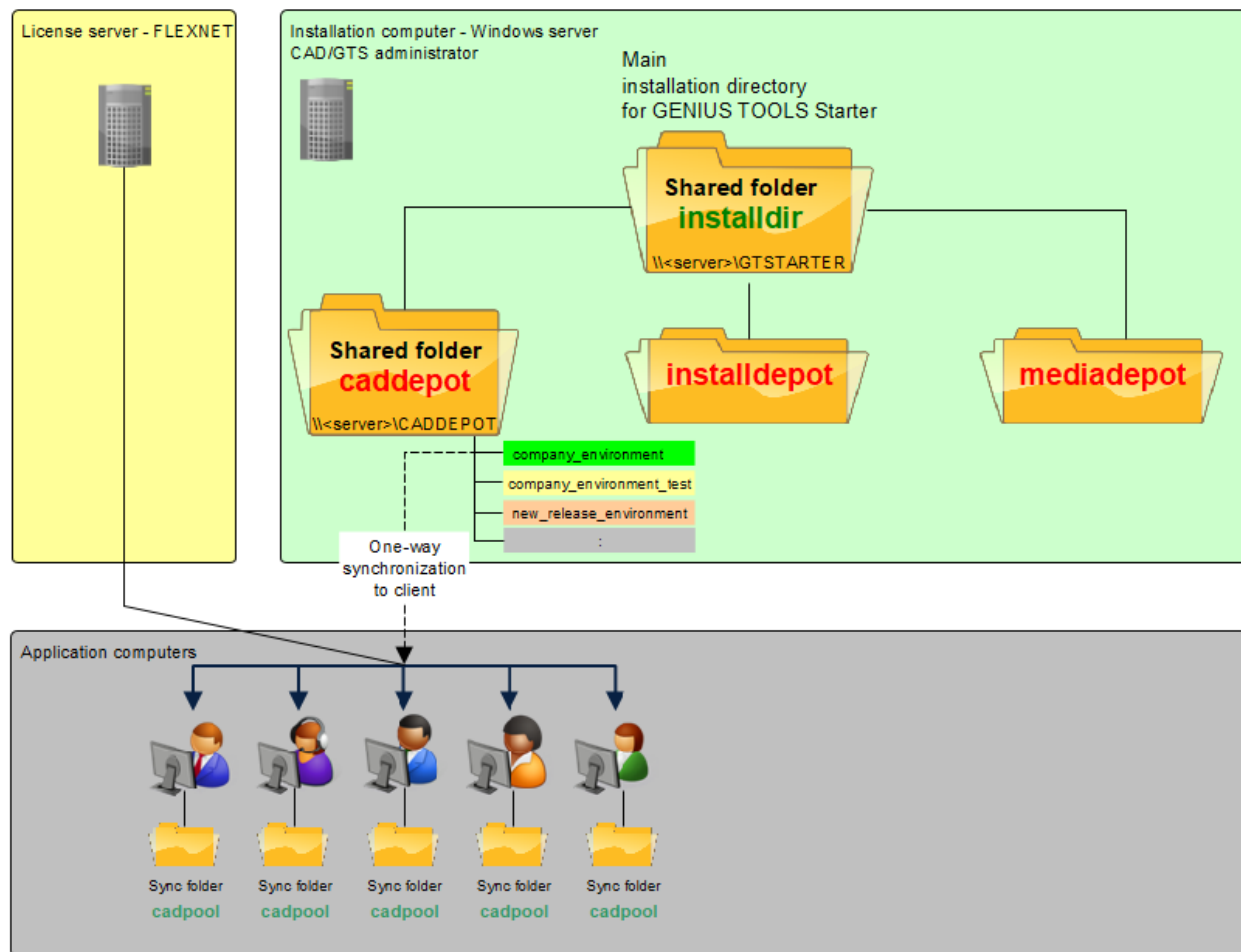 License server - FLEXNET
Installation computer - Windows server
CAD/GTS administrator
Main
installation directory
for GENIUS TOOLS Starter
Shared folder
installdir
\\<server>\GTSTARTER
Shared folder
caddepot
\\<server>\CADDEPOT
installdepot
mediadepot
company_environment
company_environment_test
new_release_environment
:
One-way
synchronization
to client
Application computers
Sync folder
cadpool
Sync folder
cadpool
Sync folder
cadpool
Sync folder
cadpool
Sync folder
cadpool